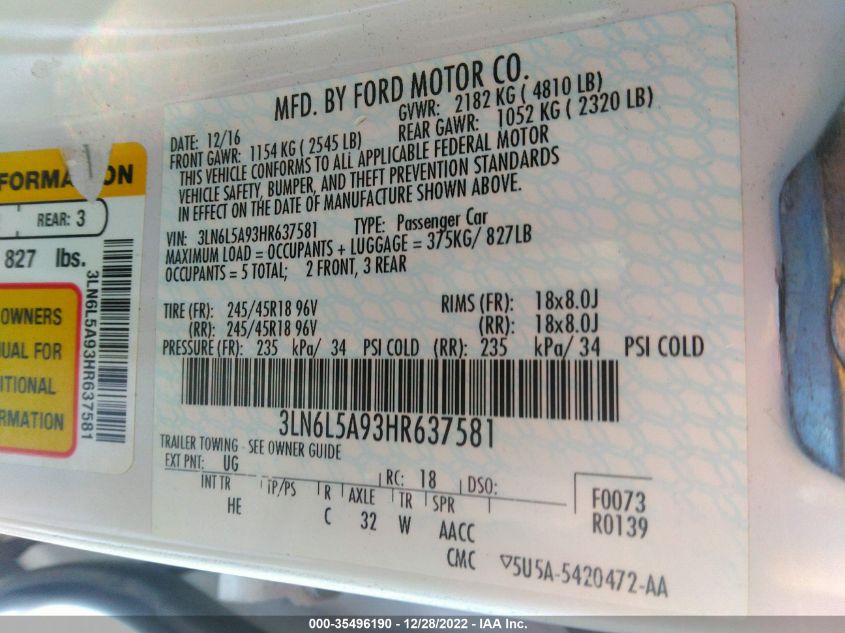 MFD. BY FORD MOTOR CO.
DATE: 12/16 GVWR: 2182 KG ( 4810 LB)
FRONT GAWR: 1154 KG ( 2545 LB) REAR GAWR: 1052 KG ( 2320 LB)
THIS VEHICLE CONFORMS TO ALL APPLICABLE FEDERAL MOTOR
VEHICLE SAFETY, BUMPER, AND THEFT PREVENTION STANDARDS
IN EFFECT ON THE DATE OF MANUFACTURE SHOWN ABOVE.
VIN: 3LN6L5A93HR637581 TYPE: Passenger Car
MAXIMUM LOAD = OCCUPANTS + LUGGAGE = 375KG/ 827LB
OCCUPANTS = 5 TOTAL; 2 FRONT, 3 REAR
TIRE (FR): 245/45R18 96V RIMS (FR): 18x8.0J
(RR): 245/45R18 96V (RR): 18x8.0J
PRESSURE (FR): 235 kPa/ 34 PSI COLD (RR): 235 kPa/ 34 PSI COLD
3LN6L5A93HR637581
TRAILER TOWING - SEE OWNER GUIDE
EXT PNT: UG RC: 18 DSO:
INT TR TP/PS R AXLE TR SPR F0073
HE C 32 W AACC R0139
CMC ▽5U5A-5420472-AA
FORMATION
REAR: 3
827 lbs.
3LN6L5A93HR637581
OWNERS
UAL FOR
ITIONAL
RMATION
000-35496190 - 12/28/2022 - IAA Inc.